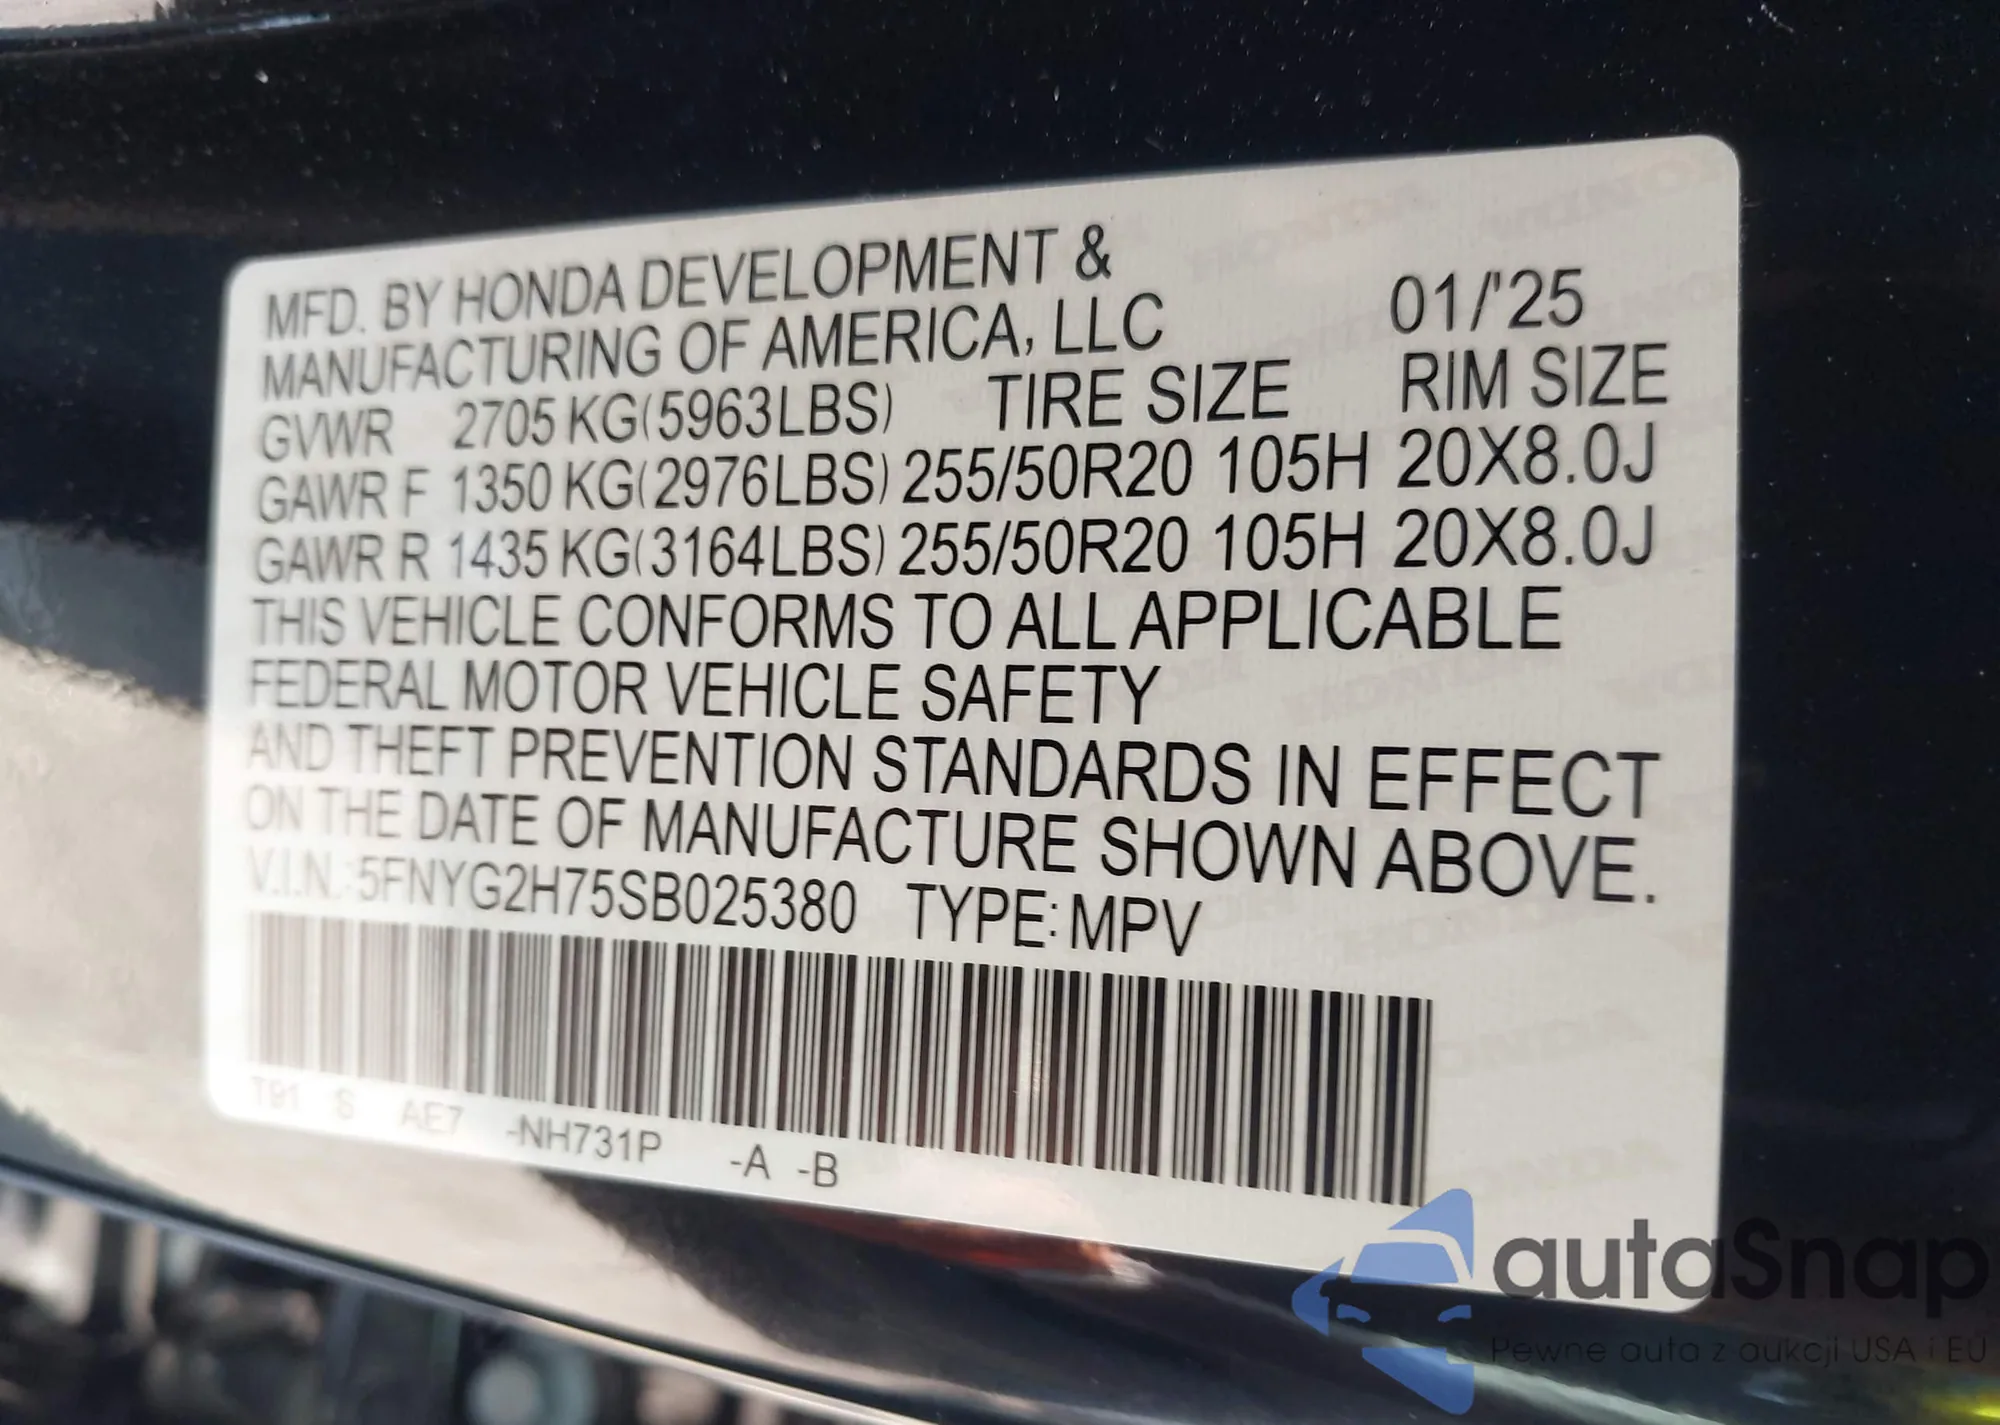 MFD. BY HONDA DEVELOPMENT &
MANUFACTURING OF AMERICA, LLC 01/'25
GVWR 2705 KG(5963LBS) TIRE SIZE RIM SIZE
GAWR F 1350 KG(2976LBS) 255/50R20 105H 20X8.0J
GAWR R 1435 KG(3164LBS) 255/50R20 105H 20X8.0J
THIS VEHICLE CONFORMS TO ALL APPLICABLE
FEDERAL MOTOR VEHICLE SAFETY
AND THEFT PREVENTION STANDARDS IN EFFECT
ON THE DATE OF MANUFACTURE SHOWN ABOVE.
V.I.N.: 5FNYG2H75SB025380 TYPE: MPV
T91 S AE7 -NH731P -A -B
autaSnap
Pewne auta z aukcji USA i EU